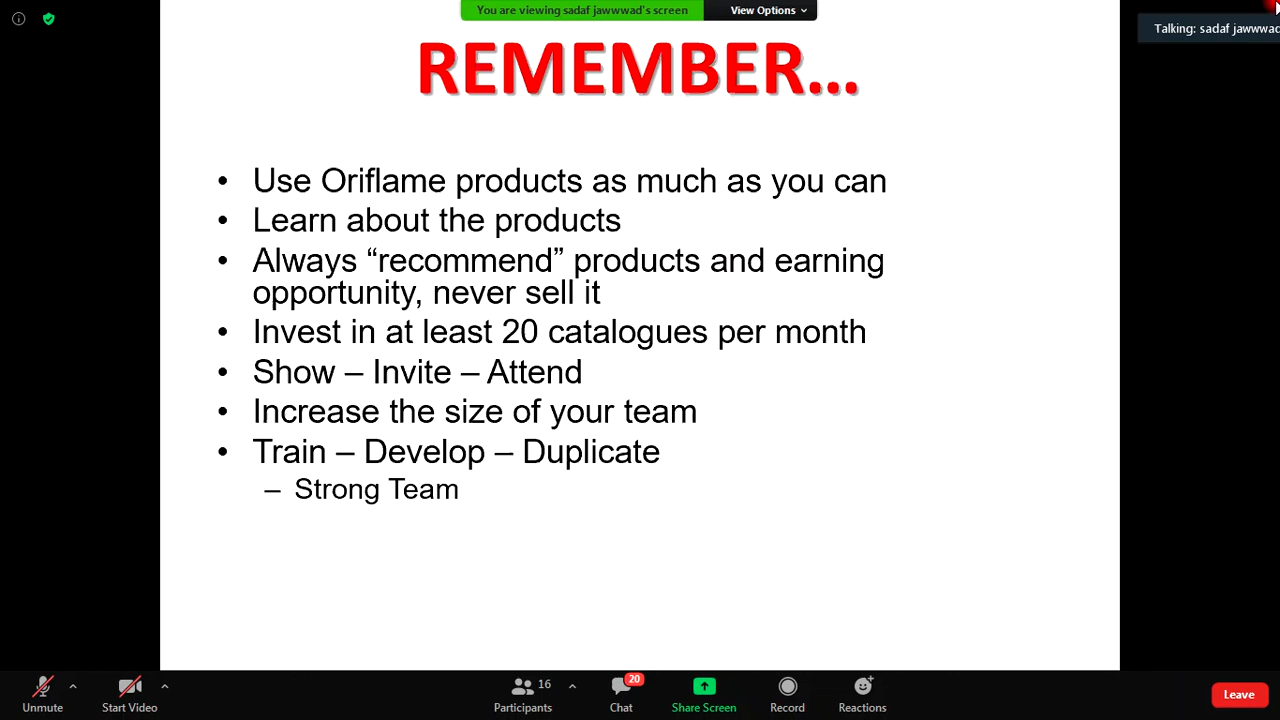 You are viewing sadaf jawwwad's screen
View Options
Talking: sadaf jawwwad
REMEMBER...
• Use Oriflame products as much as you can
• Learn about the products
• Always “recommend” products and earning
opportunity, never sell it
• Invest in at least 20 catalogues per month
• Show – Invite – Attend
• Increase the size of your team
• Train – Develop – Duplicate
– Strong Team
Unmute
Start Video
16
Participants
20
Chat
Share Screen
Record
Reactions
Leave